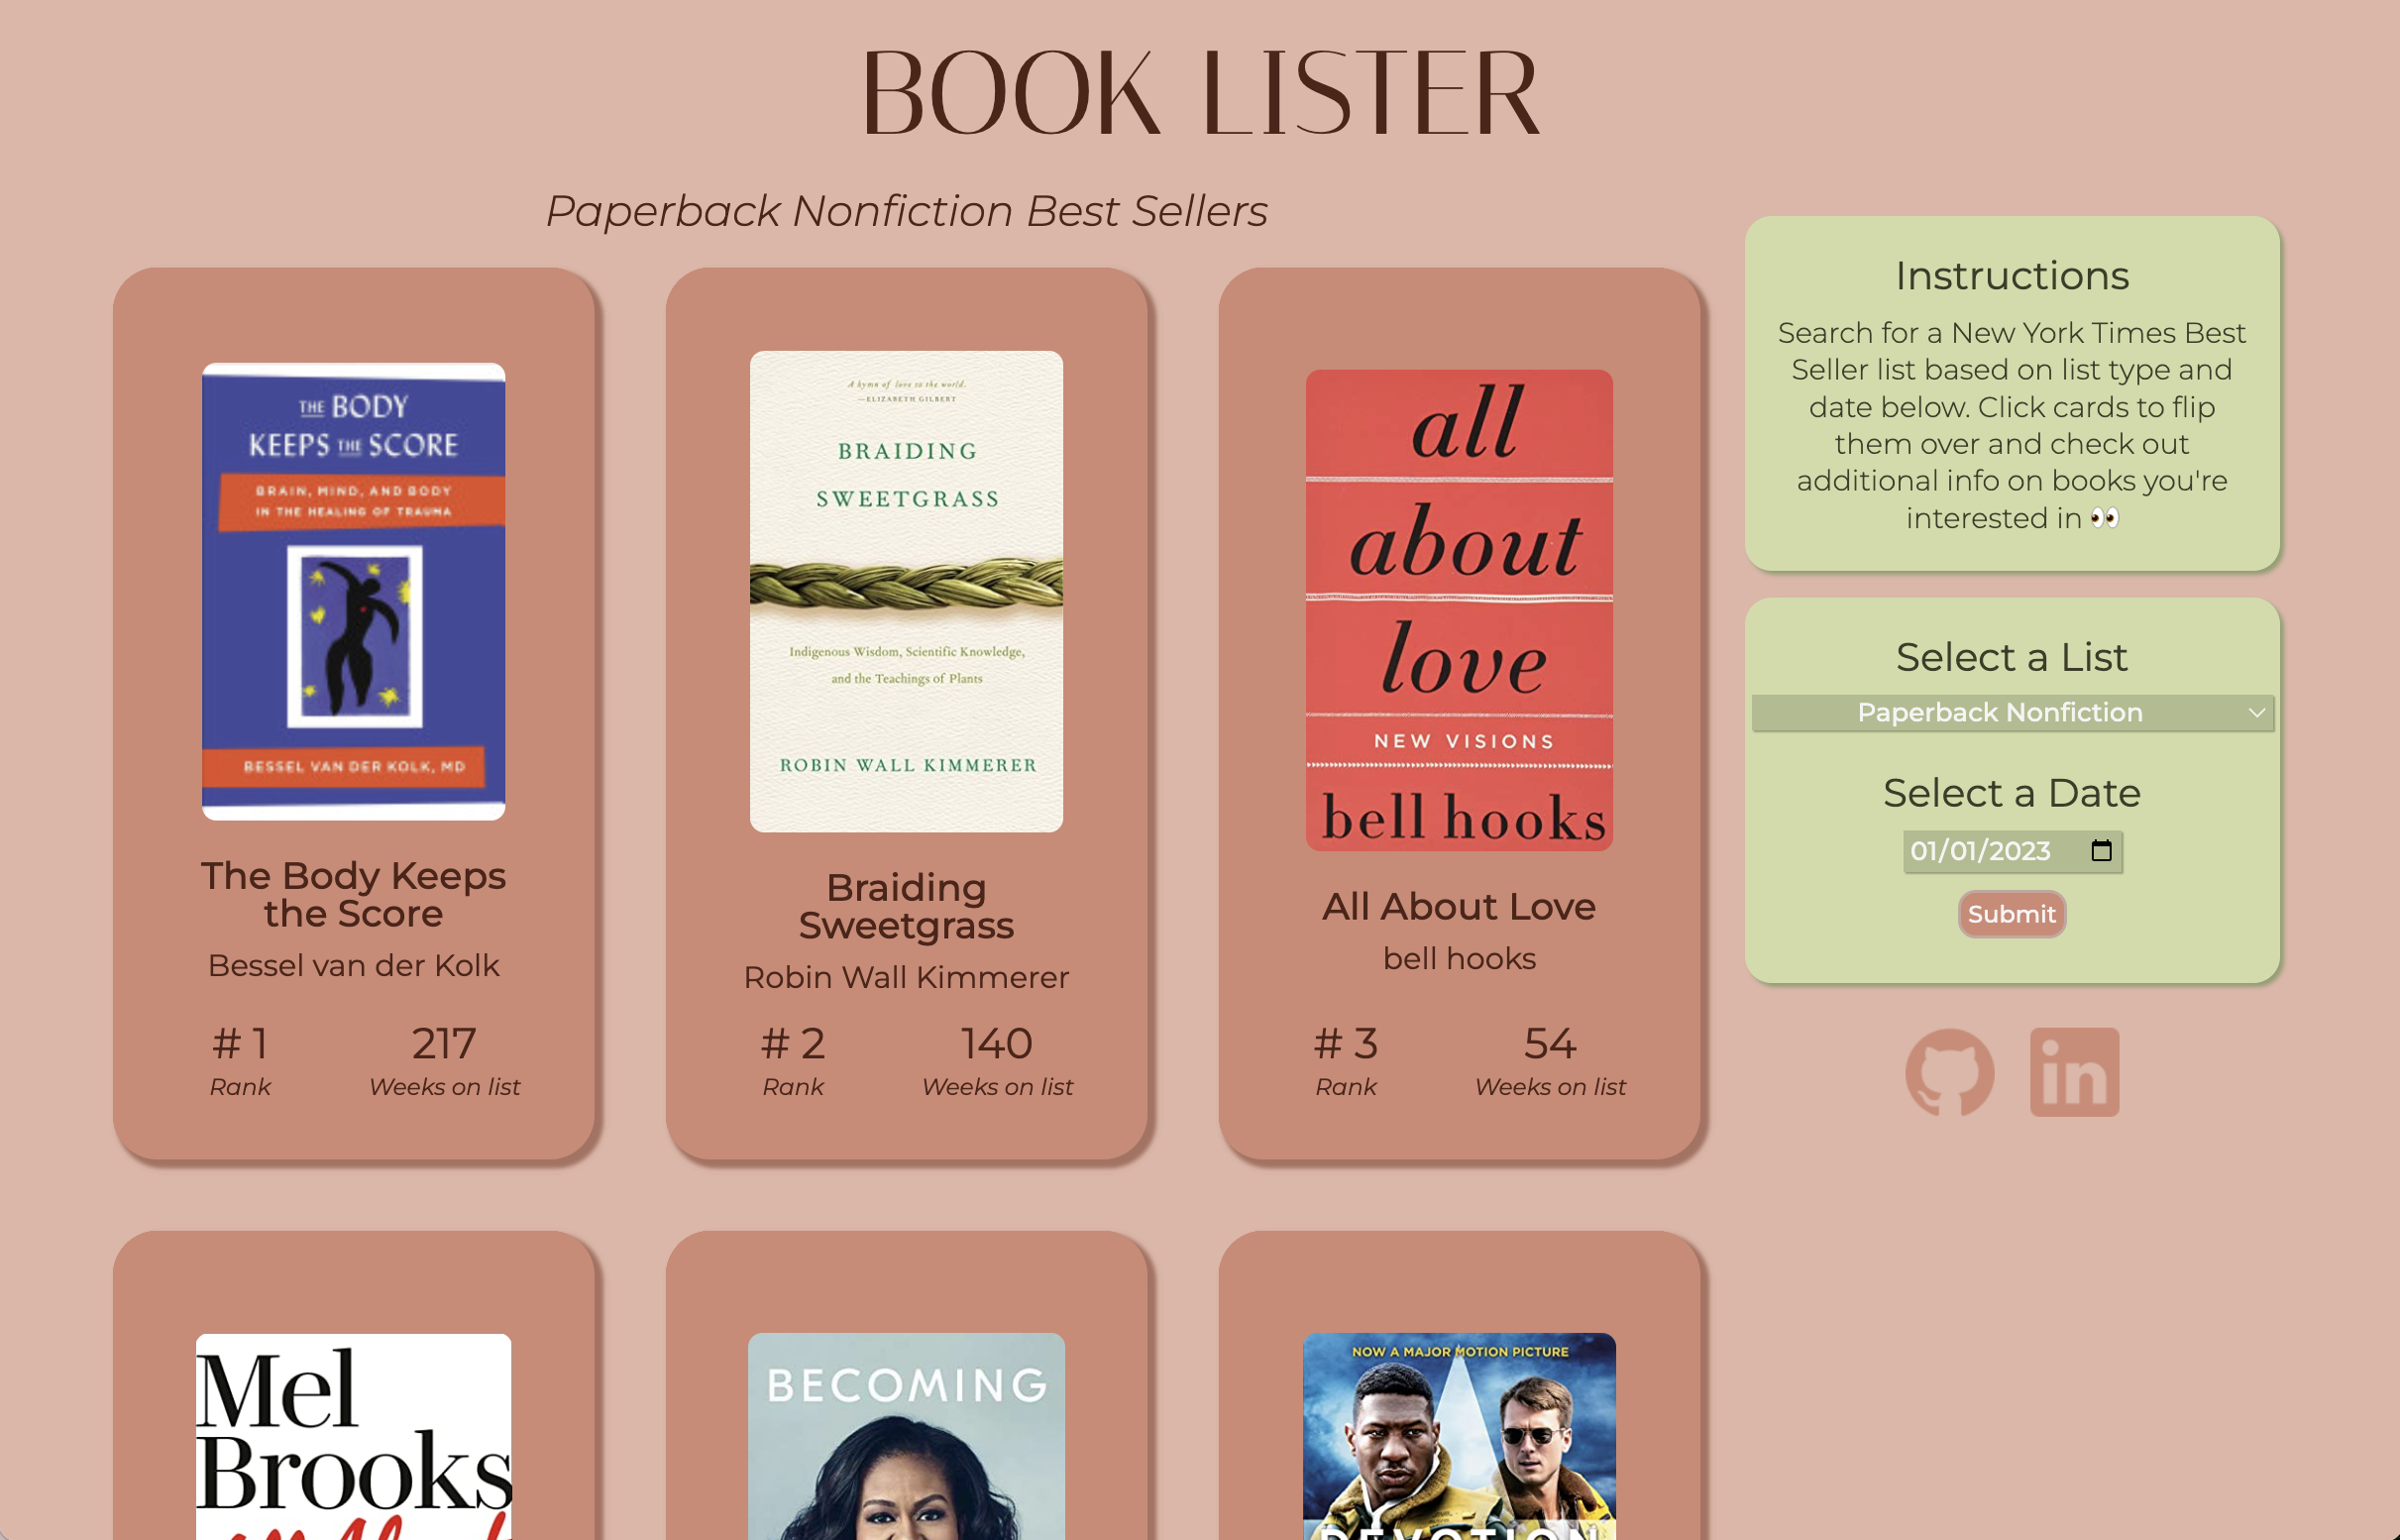 BOOK LISTER
Paperback Nonfiction Best Sellers
THE BODY
KEEPS THE SCORE
BRAIN, MIND, AND BODY
IN THE HEALING OF TRAUMA
BESSEL VAN DER KOLK, MD
The Body Keeps
the Score
Bessel van der Kolk
# 1
Rank
217
Weeks on list
A hymn of love to the world.
—ELIZABETH GILBERT
BRAIDING
SWEETGRASS
Indigenous Wisdom, Scientific Knowledge,
and the Teachings of Plants
ROBIN WALL KIMMERER
Braiding
Sweetgrass
Robin Wall Kimmerer
# 2
Rank
140
Weeks on list
all
about
love
NEW VISIONS
bell hooks
All About Love
bell hooks
# 3
Rank
54
Weeks on list
Instructions
Search for a New York Times Best
Seller list based on list type and
date below. Click cards to flip
them over and check out
additional info on books you're
interested in 👀
Select a List
Paperback Nonfiction
Select a Date
01/01/2023
Submit
in
Mel
Brooks
BECOMING
NOW A MAJOR MOTION PICTURE
DEVOTION